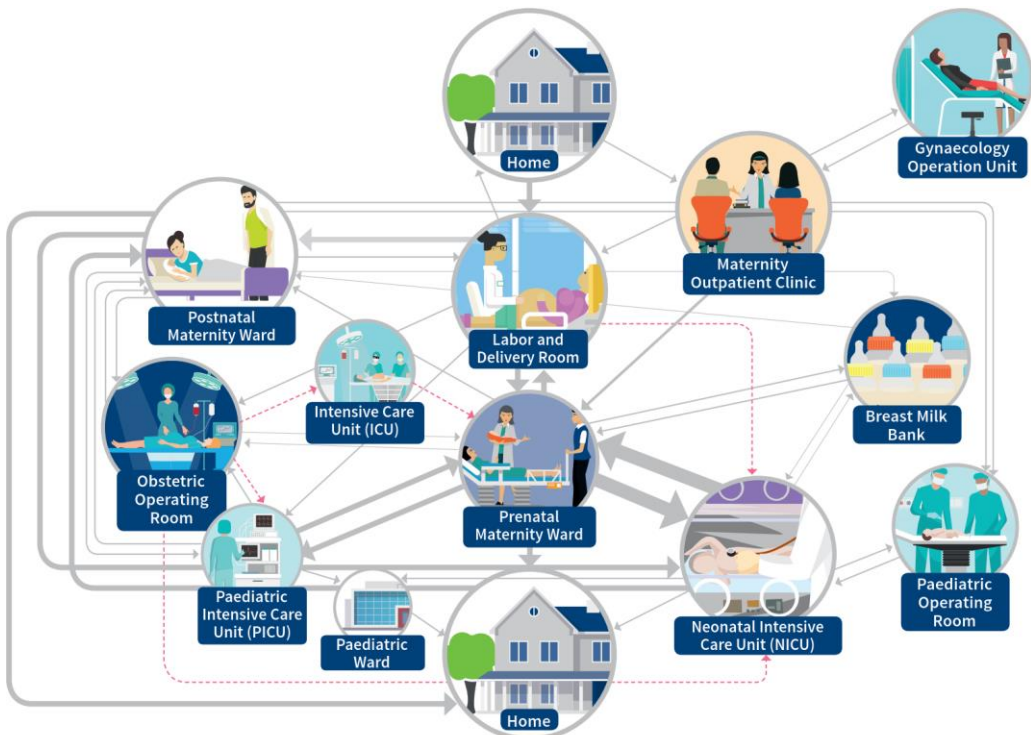 Home
Gynaecology
Operation Unit
Maternity
Outpatient Clinic
Postnatal
Maternity Ward
Labor and
Delivery Room
Intensive Care
Unit (ICU)
Breast Milk
Bank
Obstetric
Operating
Room
Prenatal
Maternity Ward
Paediatric
Intensive Care
Unit (PICU)
Paediatric
Ward
Neonatal Intensive
Care Unit (NICU)
Paediatric
Operating
Room
Home